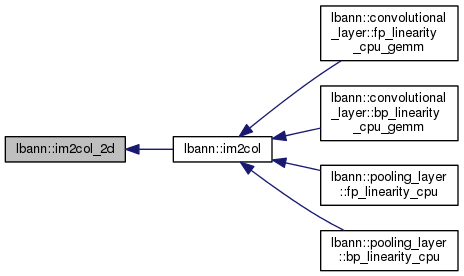 lbann::convolutional
_layer::fp_linearity
_cpu_gemm
lbann::convolutional
_layer::bp_linearity
_cpu_gemm
lbann::im2col_2d
lbann::im2col
lbann::pooling_layer
::fp_linearity_cpu
lbann::pooling_layer
::bp_linearity_cpu